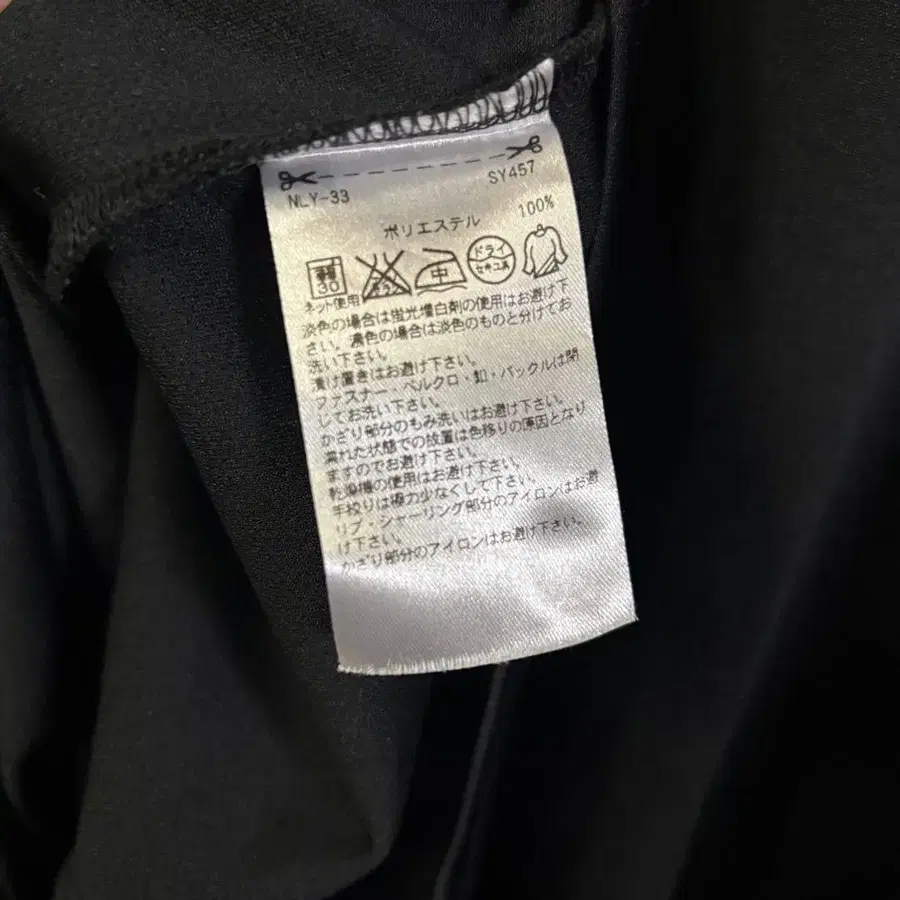 NLY-33 SY457
ポリエステル 100%
30 中 ドライ セキユ系
ネット使用
淡色の場合は蛍光増白剤の使用はお避け下
さい。濃色の場合は淡色のものと分けてお
洗い下さい。
漬け置きはお避け下さい。
ファスナー・ベルクロ・釦・バックルは閉
してお洗い下さい。
かざり部分のもみ洗いはお避け下さい。
濡れた状態での放置は色移りの原因となり
ますのでお避け下さい。
乾燥機の使用はお避け下さい。
手絞りは極力少なくして下さい。
リブ・シャーリング部分のアイロンはお避
け下さい。
かざり部分のアイロンはお避け下さい。